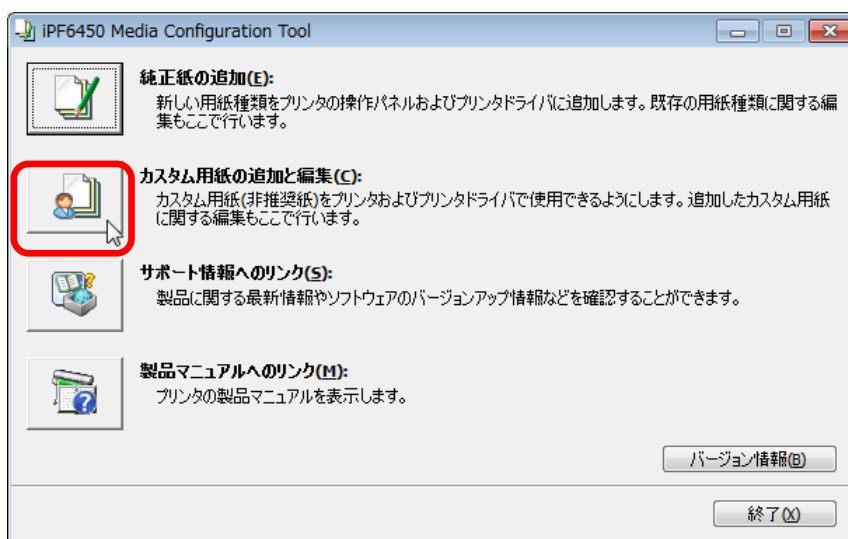 iPF6450 Media Configuration Tool
純正紙の追加(E):
新しい用紙種類をプリンタの操作パネルおよびプリンタドライバに追加します。既存の用紙種類に関する編
集もここで行います。
カスタム用紙の追加と編集(C):
カスタム用紙(非推奨紙)をプリンタおよびプリンタドライバで使用できるようにします。追加したカスタム用紙
に関する編集もここで行います。
サポート情報へのリンク(S):
製品に関する最新情報やソフトウェアのバージョンアップ情報などを確認することができます。
製品マニュアルへのリンク(M):
プリンタの製品マニュアルを表示します。
バージョン情報(B)
終了(X)